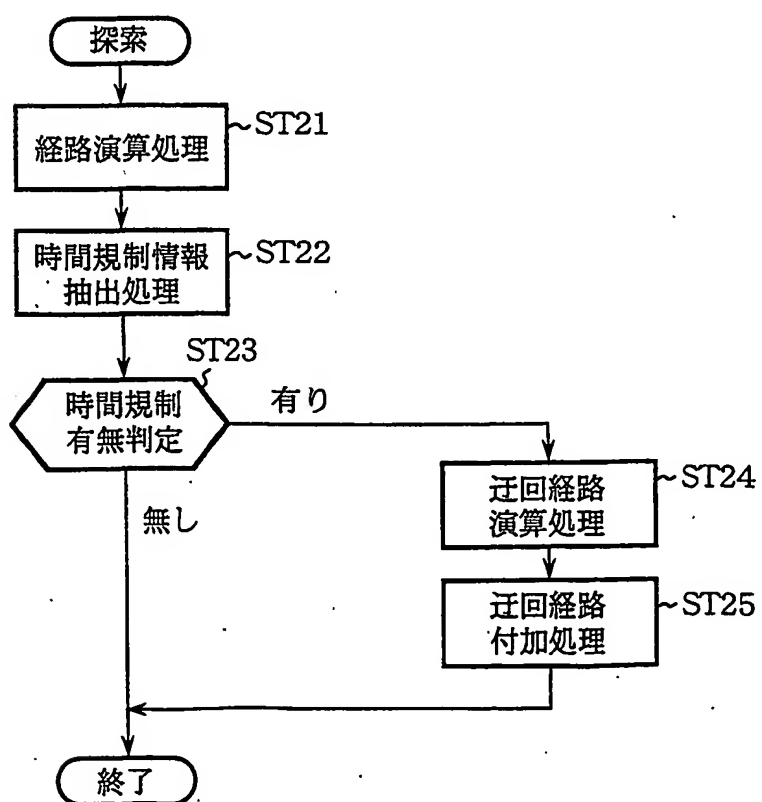 探索
経路演算処理
ST21
時間規制情報
抽出処理
ST22
ST23
時間規制
有無判定
有り
無し
迂回経路
演算処理
ST24
迂回経路
付加処理
ST25
終了